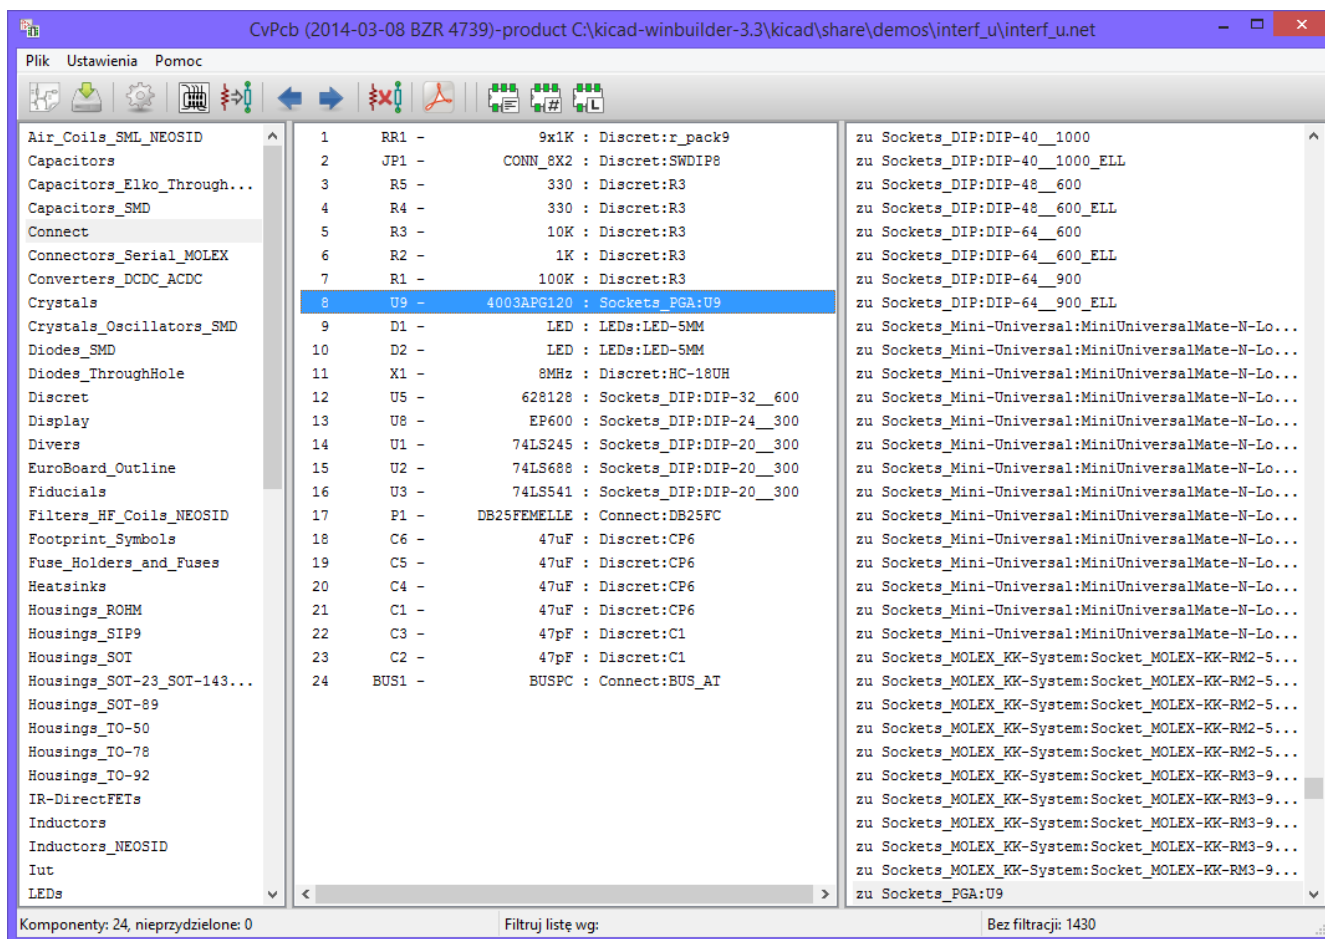 CvPcb (2014-03-08 BZR 4739)-product C:\kicad-winbuilder-3.3\kicad\share\demos\interf_u\interf_u.net
Plik Ustawienia Pomoc
Air_Coils_SML_NEOSID
Capacitors
Capacitors_Elko_Through...
Capacitors_SMD
Connect
Connectors_Serial_MOLEX
Converters_DCDC_ACDC
Crystals
Crystals_Oscillators_SMD
Diodes_SMD
Diodes_ThroughHole
Discret
Display
Divers
EuroBoard_Outline
Fiducials
Filters_HF_Coils_NEOSID
Footprint_Symbols
Fuse_Holders_and_Fuses
Heatsinks
Housings_ROHM
Housings_SIP9
Housings_SOT
Housings_SOT-23_SOT-143...
Housings_SOT-89
Housings_TO-50
Housings_TO-78
Housings_TO-92
IR-DirectFETs
Inductors
Inductors_NEOSID
Iut
LEDs
1 RR1 - 9x1K : Discret:r_pack9
2 JP1 - CONN_8X2 : Discret:SWDIP8
3 R5 - 330 : Discret:R3
4 R4 - 330 : Discret:R3
5 R3 - 10K : Discret:R3
6 R2 - 1K : Discret:R3
7 R1 - 100K : Discret:R3
8 U9 - 4003APG120 : Sockets_PGA:U9
9 D1 - LED : LEDs:LED-5MM
10 D2 - LED : LEDs:LED-5MM
11 X1 - 8MHz : Discret:HC-18UH
12 U5 - 628128 : Sockets_DIP:DIP-32__600
13 U8 - EP600 : Sockets_DIP:DIP-24__300
14 U1 - 74LS245 : Sockets_DIP:DIP-20__300
15 U2 - 74LS688 : Sockets_DIP:DIP-20__300
16 U3 - 74LS541 : Sockets_DIP:DIP-20__300
17 P1 - DB25FEMELLE : Connect:DB25FC
18 C6 - 47uF : Discret:CP6
19 C5 - 47uF : Discret:CP6
20 C4 - 47uF : Discret:CP6
21 C1 - 47uF : Discret:CP6
22 C3 - 47pF : Discret:C1
23 C2 - 47pF : Discret:C1
24 BUS1 - BUSPC : Connect:BUS_AT
zu Sockets_DIP:DIP-40__1000
zu Sockets_DIP:DIP-40__1000_ELL
zu Sockets_DIP:DIP-48__600
zu Sockets_DIP:DIP-48__600_ELL
zu Sockets_DIP:DIP-64__600
zu Sockets_DIP:DIP-64__600_ELL
zu Sockets_DIP:DIP-64__900
zu Sockets_DIP:DIP-64__900_ELL
zu Sockets_Mini-Universal:MiniUniversalMate-N-Lo...
zu Sockets_Mini-Universal:MiniUniversalMate-N-Lo...
zu Sockets_Mini-Universal:MiniUniversalMate-N-Lo...
zu Sockets_Mini-Universal:MiniUniversalMate-N-Lo...
zu Sockets_Mini-Universal:MiniUniversalMate-N-Lo...
zu Sockets_Mini-Universal:MiniUniversalMate-N-Lo...
zu Sockets_Mini-Universal:MiniUniversalMate-N-Lo...
zu Sockets_Mini-Universal:MiniUniversalMate-N-Lo...
zu Sockets_Mini-Universal:MiniUniversalMate-N-Lo...
zu Sockets_Mini-Universal:MiniUniversalMate-N-Lo...
zu Sockets_Mini-Universal:MiniUniversalMate-N-Lo...
zu Sockets_Mini-Universal:MiniUniversalMate-N-Lo...
zu Sockets_Mini-Universal:MiniUniversalMate-N-Lo...
zu Sockets_Mini-Universal:MiniUniversalMate-N-Lo...
zu Sockets_MOLEX_KK-System:Socket_MOLEX-KK-RM2-5...
zu Sockets_MOLEX_KK-System:Socket_MOLEX-KK-RM2-5...
zu Sockets_MOLEX_KK-System:Socket_MOLEX-KK-RM2-5...
zu Sockets_MOLEX_KK-System:Socket_MOLEX-KK-RM2-5...
zu Sockets_MOLEX_KK-System:Socket_MOLEX-KK-RM2-5...
zu Sockets_MOLEX_KK-System:Socket_MOLEX-KK-RM3-9...
zu Sockets_MOLEX_KK-System:Socket_MOLEX-KK-RM3-9...
zu Sockets_MOLEX_KK-System:Socket_MOLEX-KK-RM3-9...
zu Sockets_MOLEX_KK-System:Socket_MOLEX-KK-RM3-9...
zu Sockets_MOLEX_KK-System:Socket_MOLEX-KK-RM3-9...
zu Sockets_PGA:U9
Komponenty: 24, nieprzydzielone: 0
Filtruj listę wg:
Bez filtracji: 1430